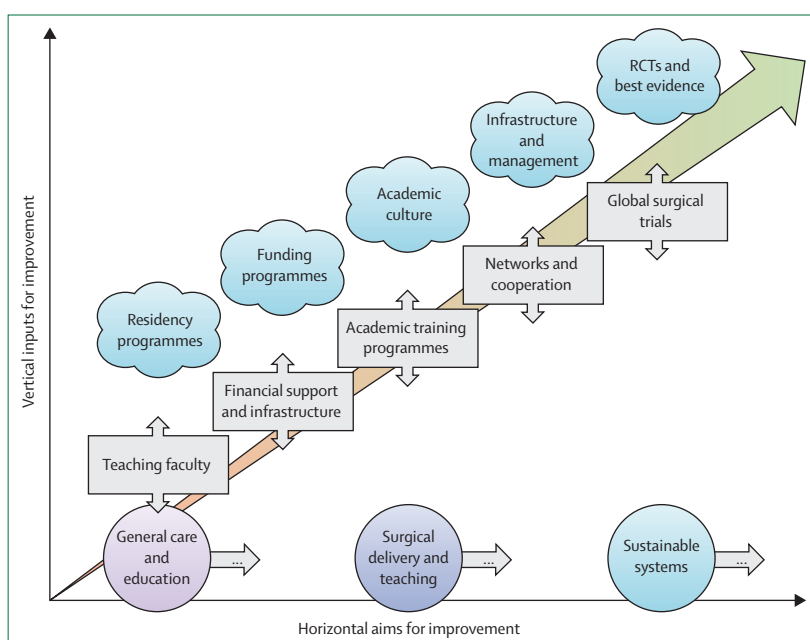 RCTs and
best evidence
Infrastructure
and
management
Academic
culture
Global surgical
trials
Funding
programmes
Networks and
cooperation
Residency
programmes
Academic training
programmes
Financial support
and infrastructure
Teaching faculty
Vertical inputs for improvement
General care
and
education
...
Surgical
delivery and
teaching
...
Sustainable
systems
...
Horizontal aims for improvement